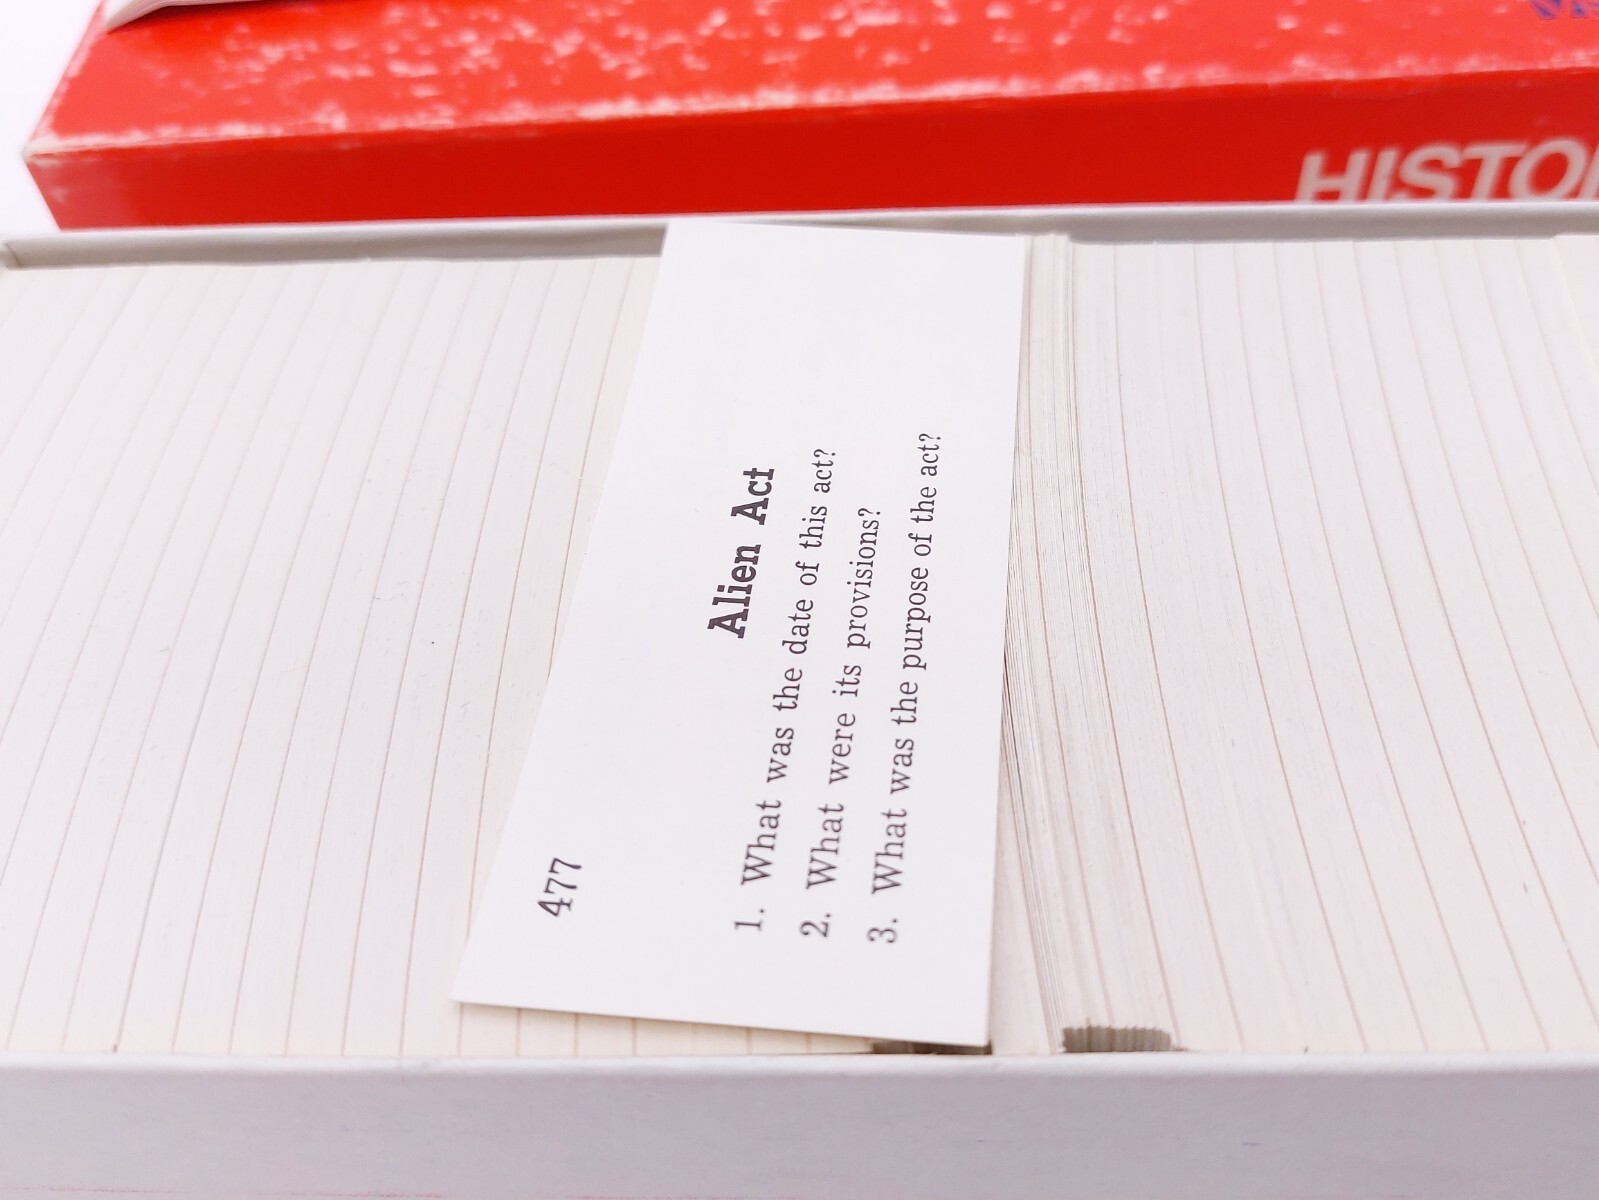 HISTO
477
Alien Act
1. What was the date of this act?
2. What were its provisions?
3. What was the purpose of the act?